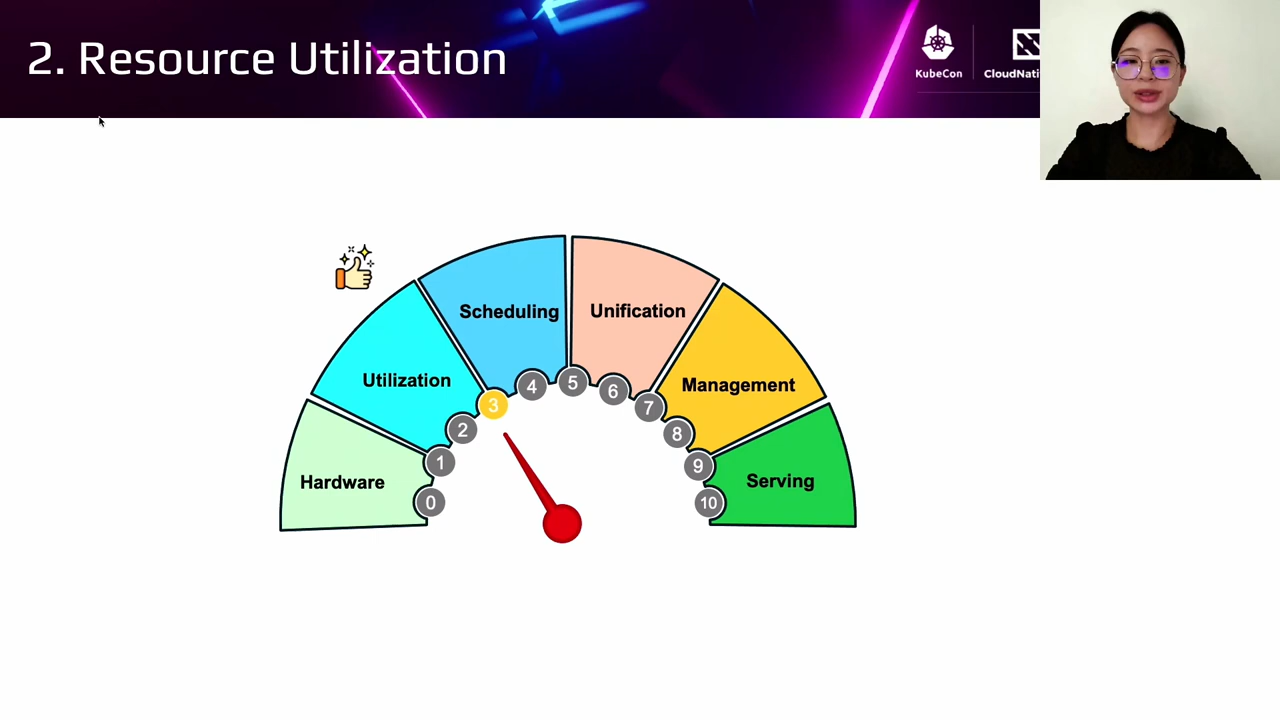 2. Resource Utilization
KubeCon
CloudNati
Scheduling
Unification
Utilization
Management
Hardware
Serving
0
1
2
3
4
5
6
7
8
9
10